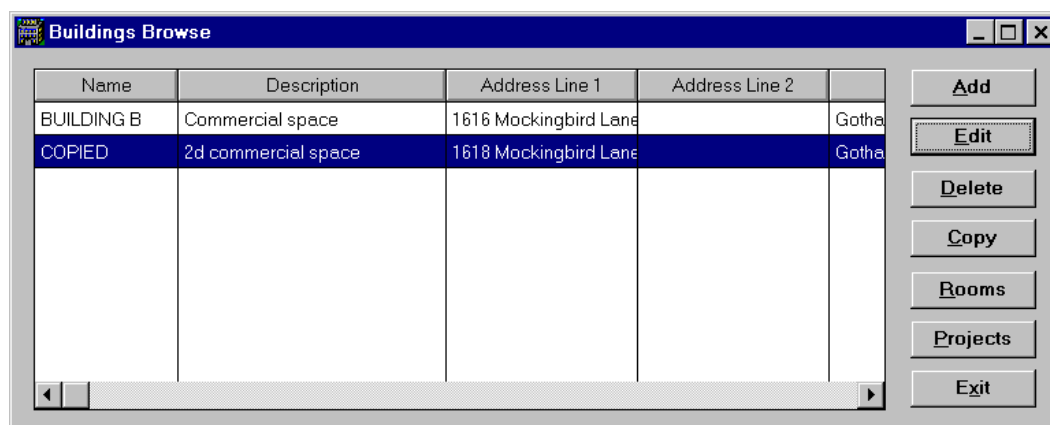 Buildings Browse
Name Description Address Line 1 Address Line 2
BUILDING B Commercial space 1616 Mockingbird Lane Gotha
COPIED 2d commercial space 1618 Mockingbird Lane Gotha
Add
Edit
Delete
Copy
Rooms
Projects
Exit